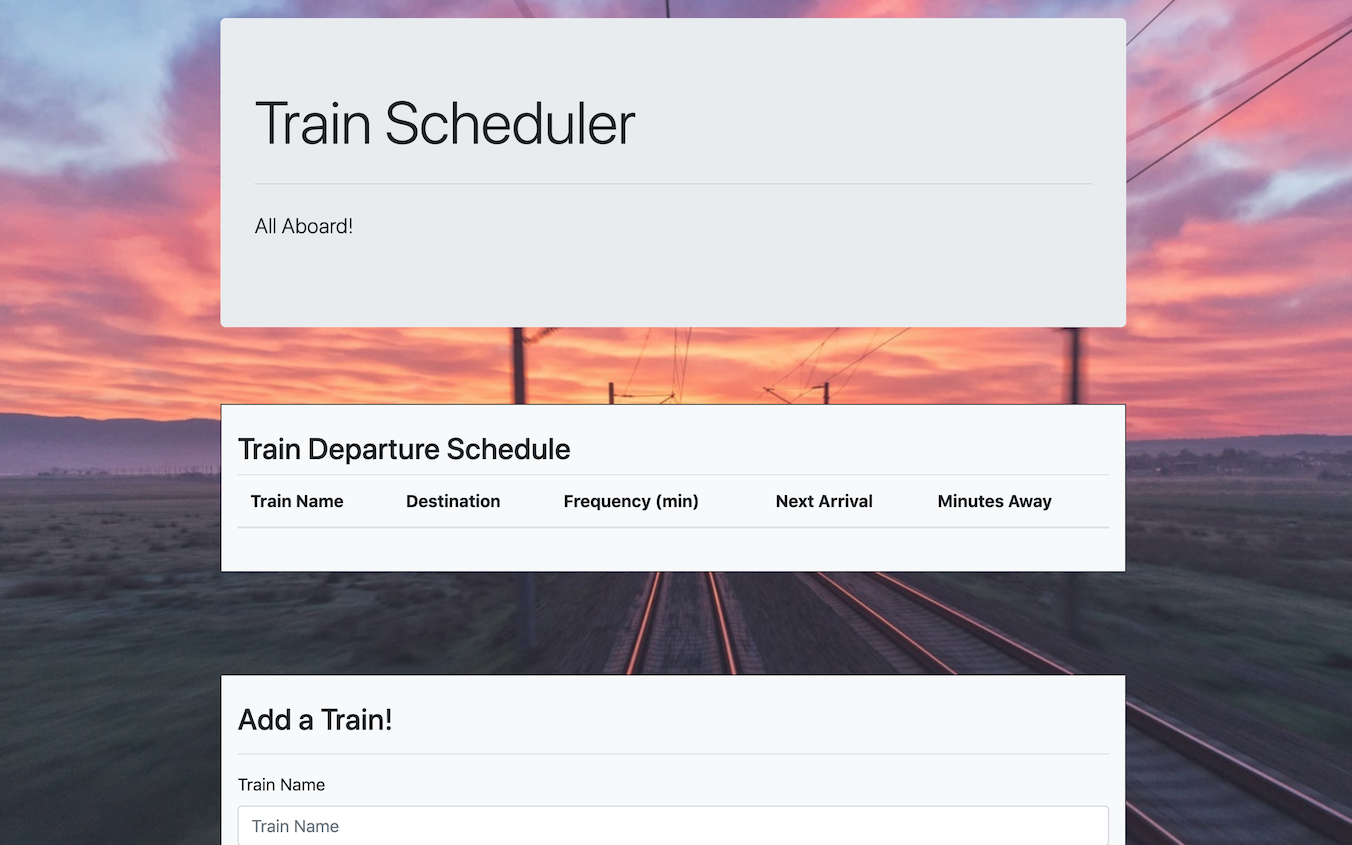 Train Scheduler
All Aboard!
Train Departure Schedule
Train Name Destination Frequency (min) Next Arrival Minutes Away
Add a Train!
Train Name
Train Name